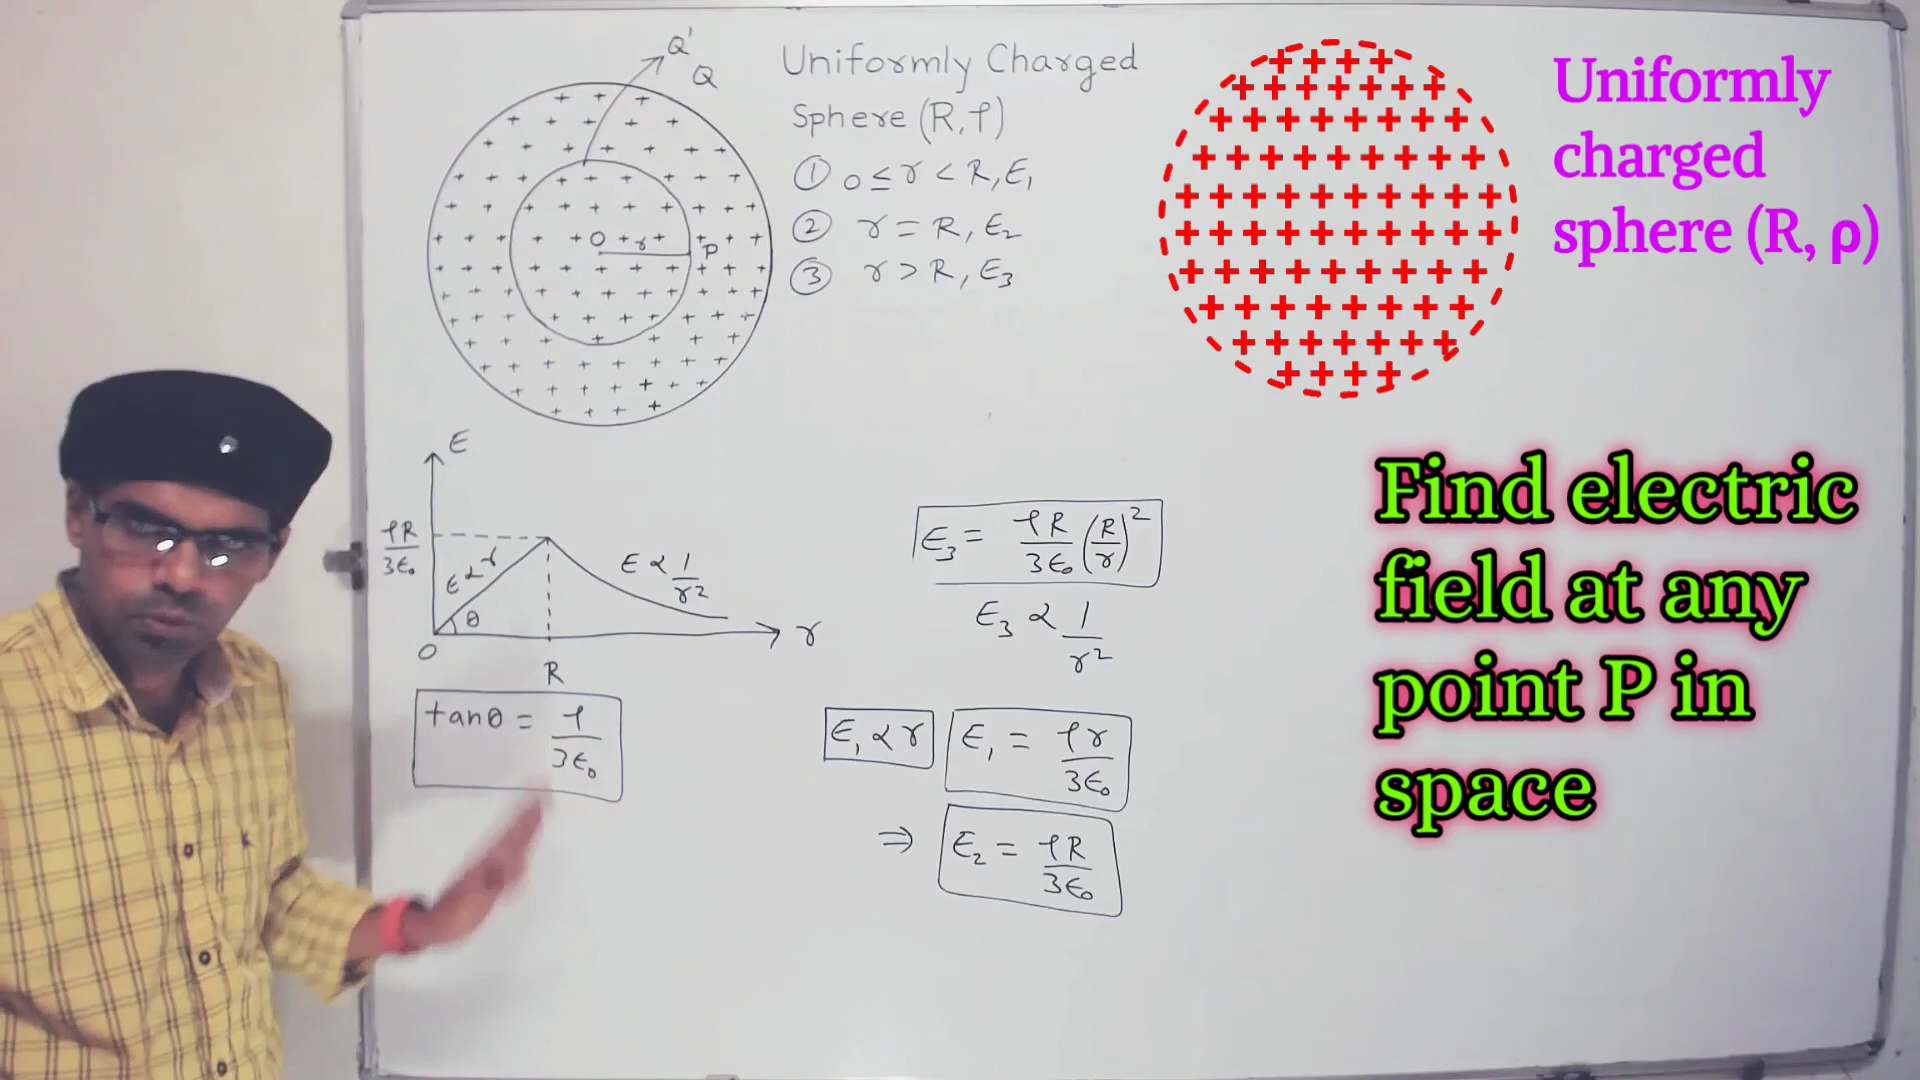 Q'
Q
Uniformly Charged
Sphere (R, ρ)
① 0 ≤ r < R, E₁
② r = R, E₂
③ r > R, E₃
O
r
P
Uniformly
charged
sphere (R, ρ)
Find electric
field at any
point P in
space
E
ρR/3ϵ₀
E ∝ r
θ
E ∝ 1/r²
O
R
r
tanθ = ρ/3ϵ₀
E₃ = ρR/3ϵ₀ (R/r)²
E₃ ∝ 1/r²
E₁ ∝ r
E₁ = ρr/3ϵ₀
⇒ E₂ = ρR/3ϵ₀